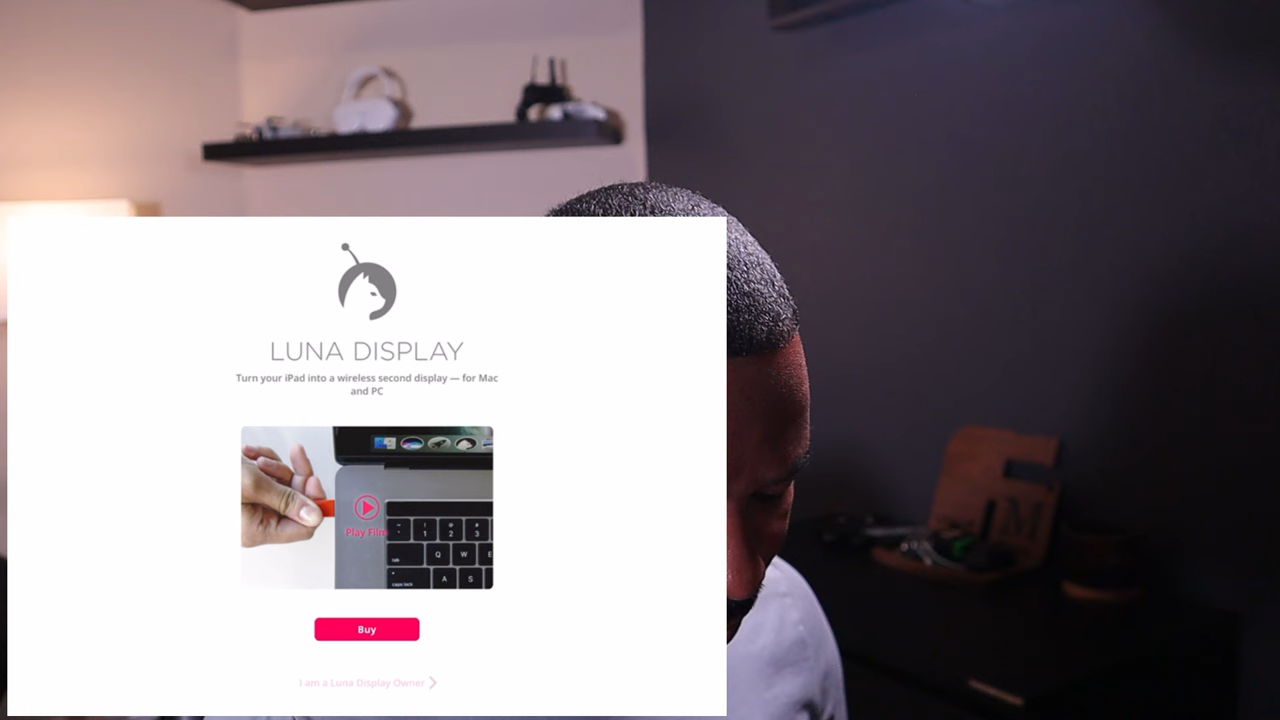 LUNA DISPLAY
Turn your iPad into a wireless second display — for Mac
and PC
Play Film
Buy
I am a Luna Display Owner
M